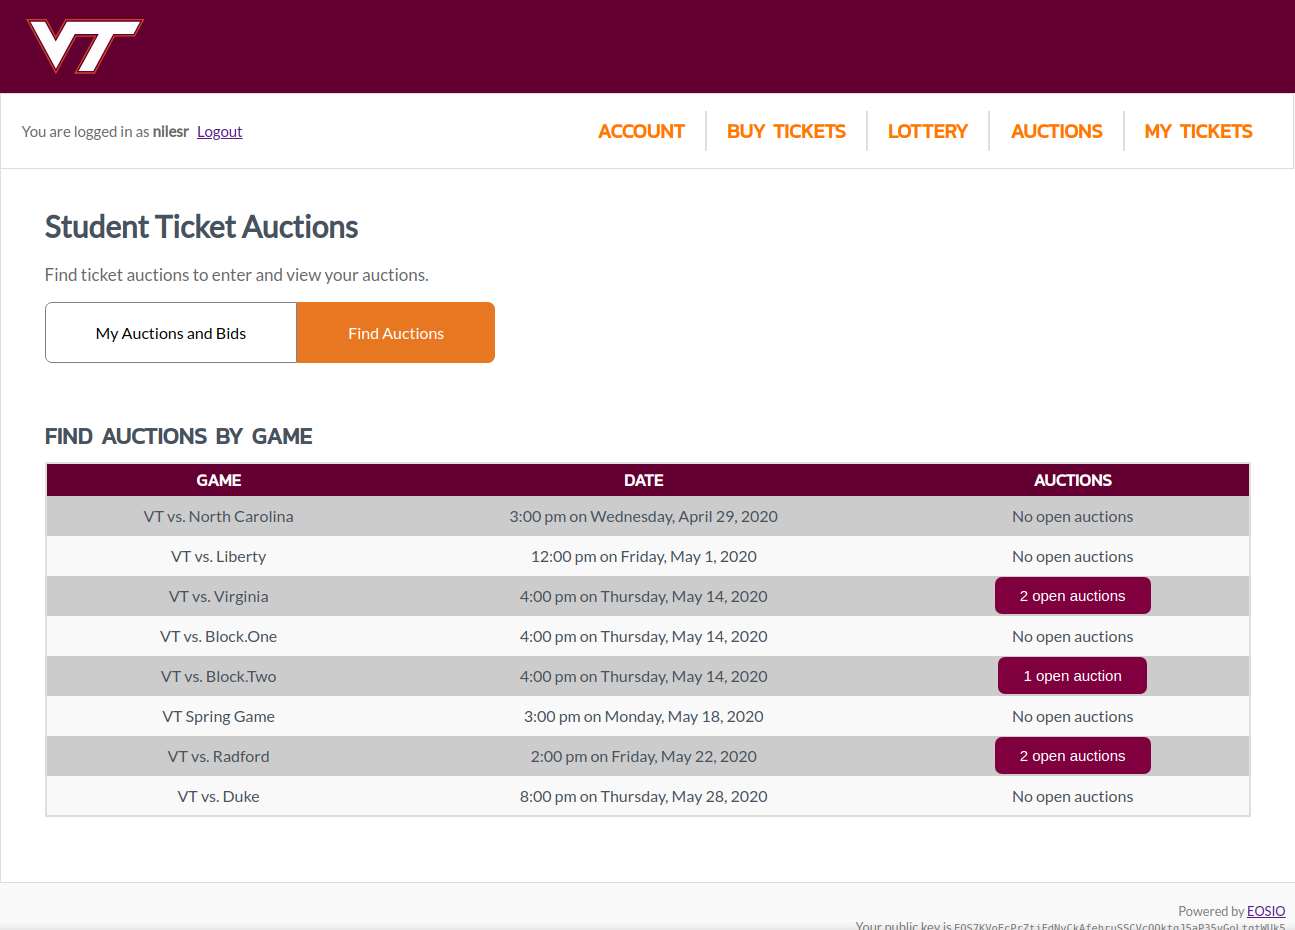 VT
You are logged in as nilesr Logout
ACCOUNT BUY TICKETS LOTTERY AUCTIONS MY TICKETS
Student Ticket Auctions
Find ticket auctions to enter and view your auctions.
My Auctions and Bids Find Auctions
FIND AUCTIONS BY GAME
GAME DATE AUCTIONS
VT vs. North Carolina 3:00 pm on Wednesday, April 29, 2020 No open auctions
VT vs. Liberty 12:00 pm on Friday, May 1, 2020 No open auctions
VT vs. Virginia 4:00 pm on Thursday, May 14, 2020 2 open auctions
VT vs. Block.One 4:00 pm on Thursday, May 14, 2020 No open auctions
VT vs. Block.Two 4:00 pm on Thursday, May 14, 2020 1 open auction
VT Spring Game 3:00 pm on Monday, May 18, 2020 No open auctions
VT vs. Radford 2:00 pm on Friday, May 22, 2020 2 open auctions
VT vs. Duke 8:00 pm on Thursday, May 28, 2020 No open auctions
Powered by EOSIO
Your public key is